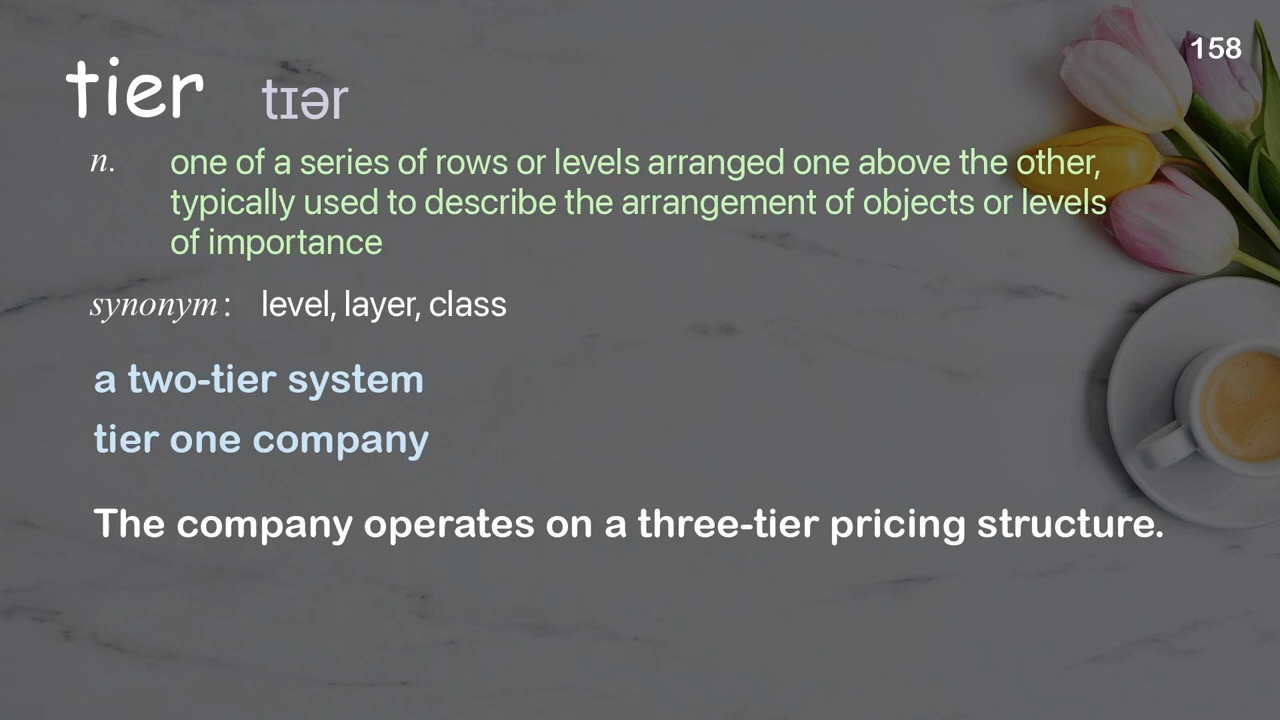 158
tier tɪər
n. one of a series of rows or levels arranged one above the other,
typically used to describe the arrangement of objects or levels
of importance
synonym: level, layer, class
a two-tier system
tier one company
The company operates on a three-tier pricing structure.